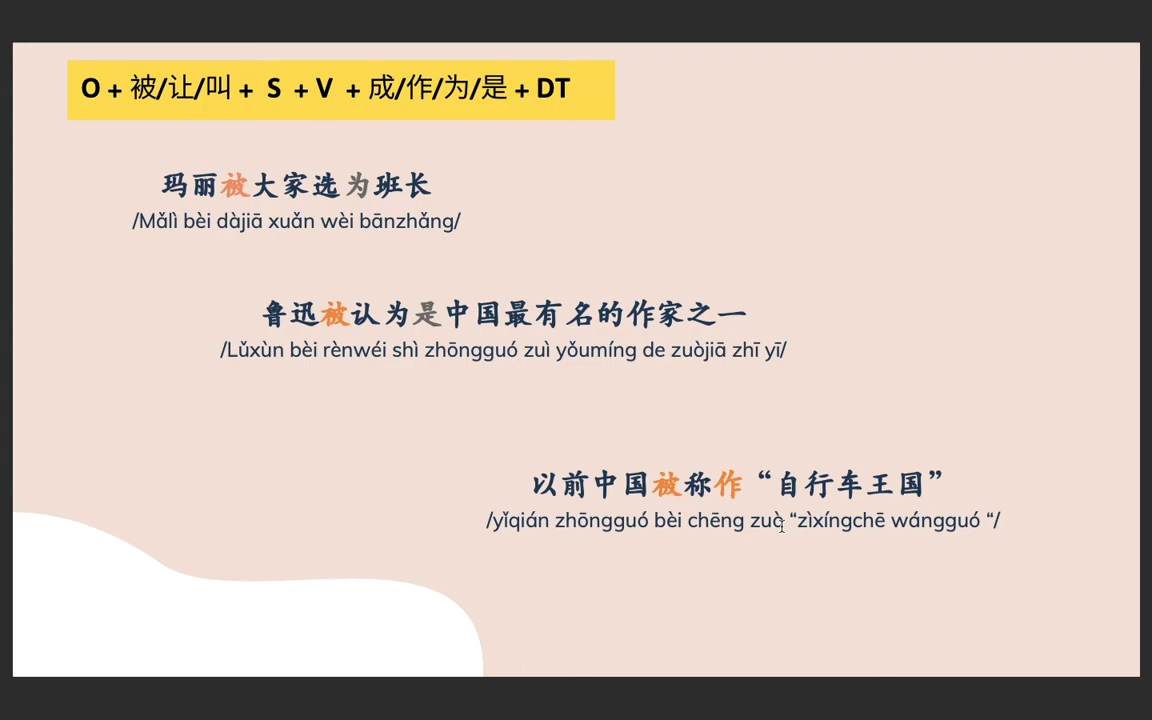 O + 被/让/叫 + S + V + 成/作/为/是 + DT
玛丽被大家选为班长
/Mǎlì bèi dàjiā xuǎn wèi bānzhǎng/
鲁迅被认为是中国最有名的作家之一
/Lǔxùn bèi rènwéi shì zhōngguó zuì yǒumíng de zuòjiā zhī yī/
以前中国被称作“自行车王国”
/yǐqián zhōngguó bèi chēng zuò “zìxíngchē wángguó “/